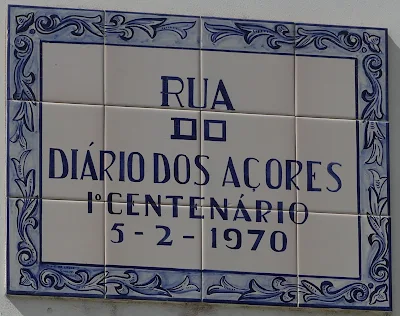 RUA
DO
DIÁRIO DOS AÇORES
1º CENTENÁRIO
5-2-1970